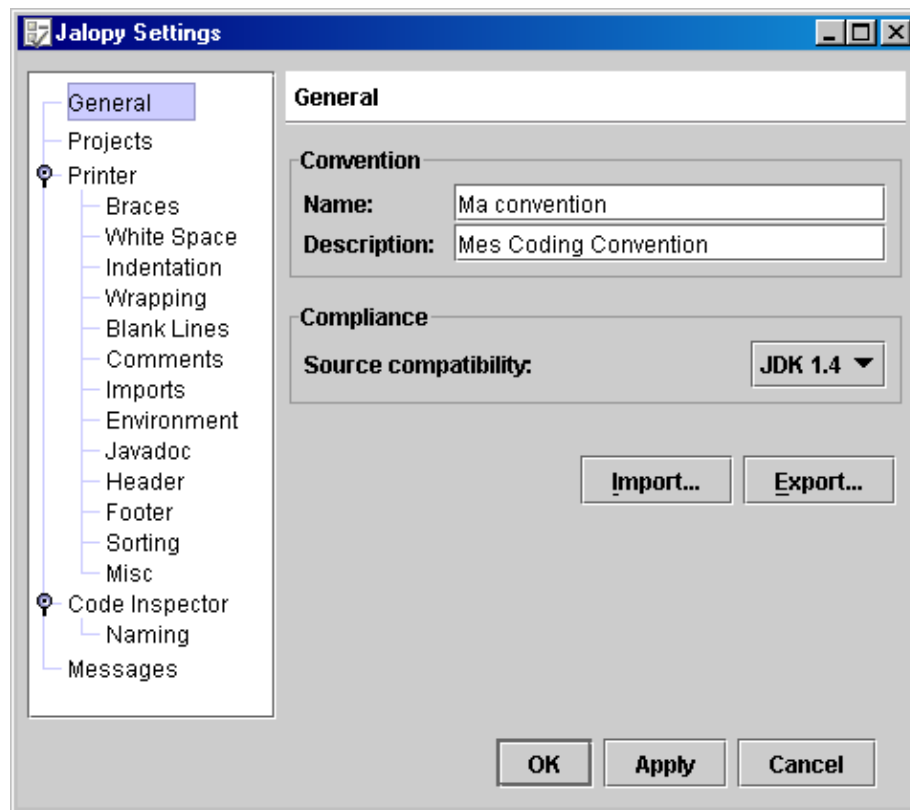 Jalopy Settings
General
Projects
Printer
Braces
White Space
Indentation
Wrapping
Blank Lines
Comments
Imports
Environment
Javadoc
Header
Footer
Sorting
Misc
Code Inspector
Naming
Messages
General
Convention
Name: Ma convention
Description: Mes Coding Convention
Compliance
Source compatibility: JDK 1.4
Import... Export...
OK Apply Cancel